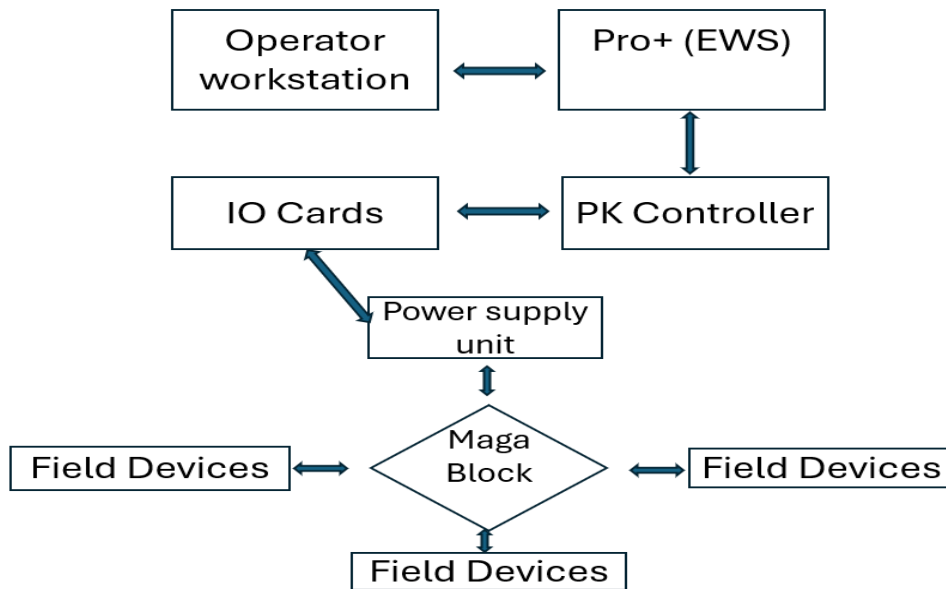 Operator
workstation
Pro+ (EWS)
IO Cards
PK Controller
Power supply
unit
Maga
Block
Field Devices
Field Devices
Field Devices